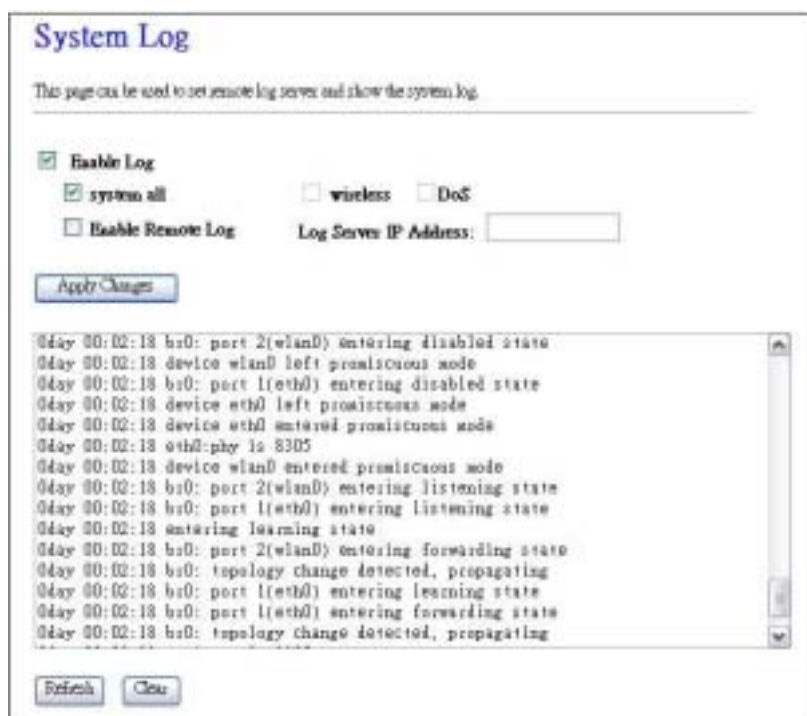 System Log
This page can be used to set remote log server and show the system log.
Enable Log
system all wireless DoS
Enable Remote Log Log Server IP Address:
Apply Changes
0day 00:02:18 br0: port 2(wlan0) entering disabled state
0day 00:02:18 device wlan0 left promiscuous mode
0day 00:02:18 br0: port 1(eth0) entering disabled state
0day 00:02:18 device eth0 left promiscuous mode
0day 00:02:18 device eth0 entered promiscuous mode
0day 00:02:18 eth0:phy is 8305
0day 00:02:18 device wlan0 entered promiscuous mode
0day 00:02:18 br0: port 2(wlan0) entering listening state
0day 00:02:18 br0: port 1(eth0) entering listening state
0day 00:02:18 entering learning state
0day 00:02:18 br0: port 2(wlan0) entering forwarding state
0day 00:02:18 br0: topology change detected, propagating
0day 00:02:18 br0: port 1(eth0) entering learning state
0day 00:02:18 br0: port 1(eth0) entering forwarding state
0day 00:02:18 br0: topology change detected, propagating
Refresh Clear